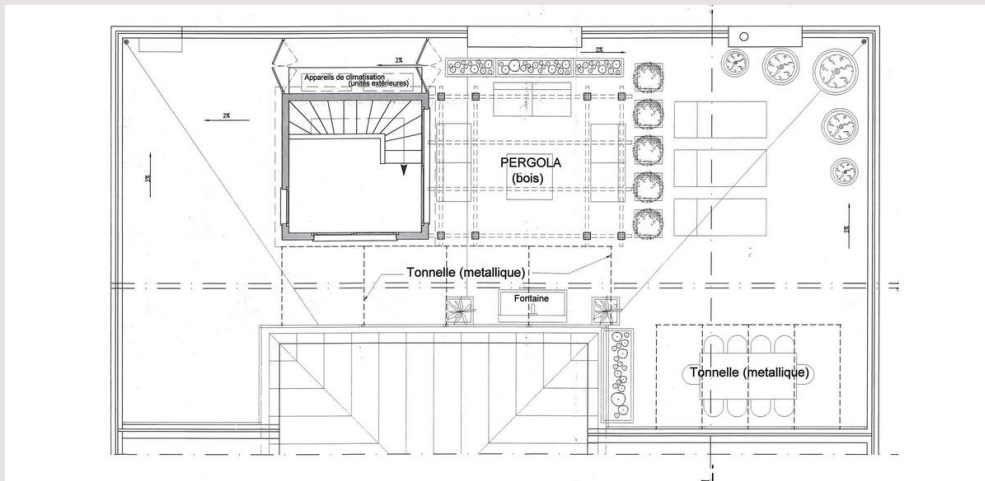 2%
2%
Appareils de climatisation
(unités extérieures)
2%
PERGOLA
(bois)
2%
2%
Tonnelle (metallique)
Fontaine
Tonnelle (metallique)